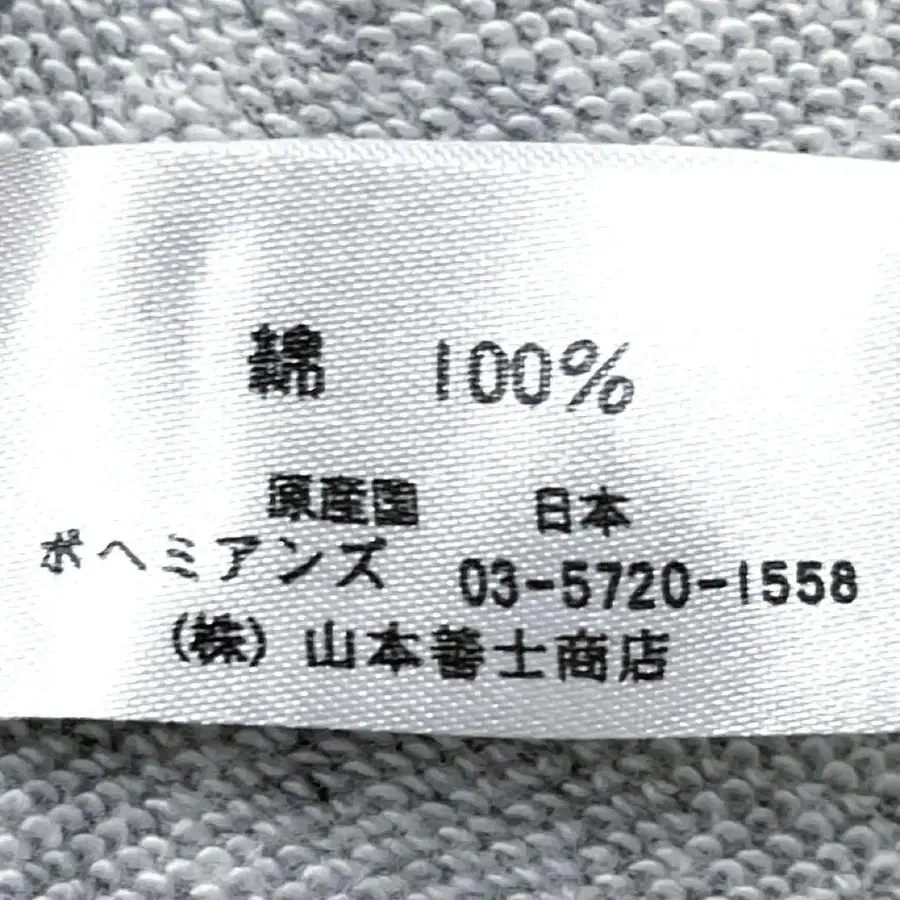 綿 100%
原産国 日本
ボヘミアンズ 03-5720-1558
(株) 山本善士商店